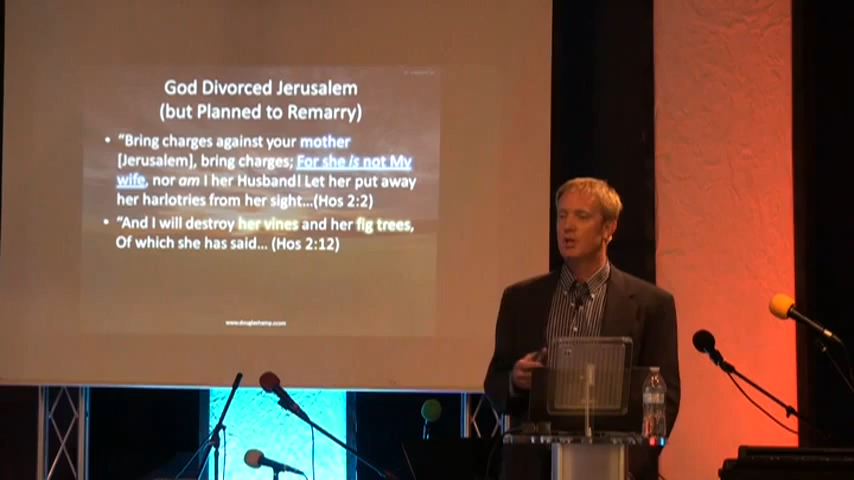 God Divorced Jerusalem
(but Planned to Remarry)
• “Bring charges against your mother
[Jerusalem], bring charges; For she is not My
wife, nor am I her Husband! Let her put away
her harlotries from her sight...(Hos 2:2)
• “And I will destroy her vines and her fig trees,
Of which she has said... (Hos 2:12)
www.douglashamp.com